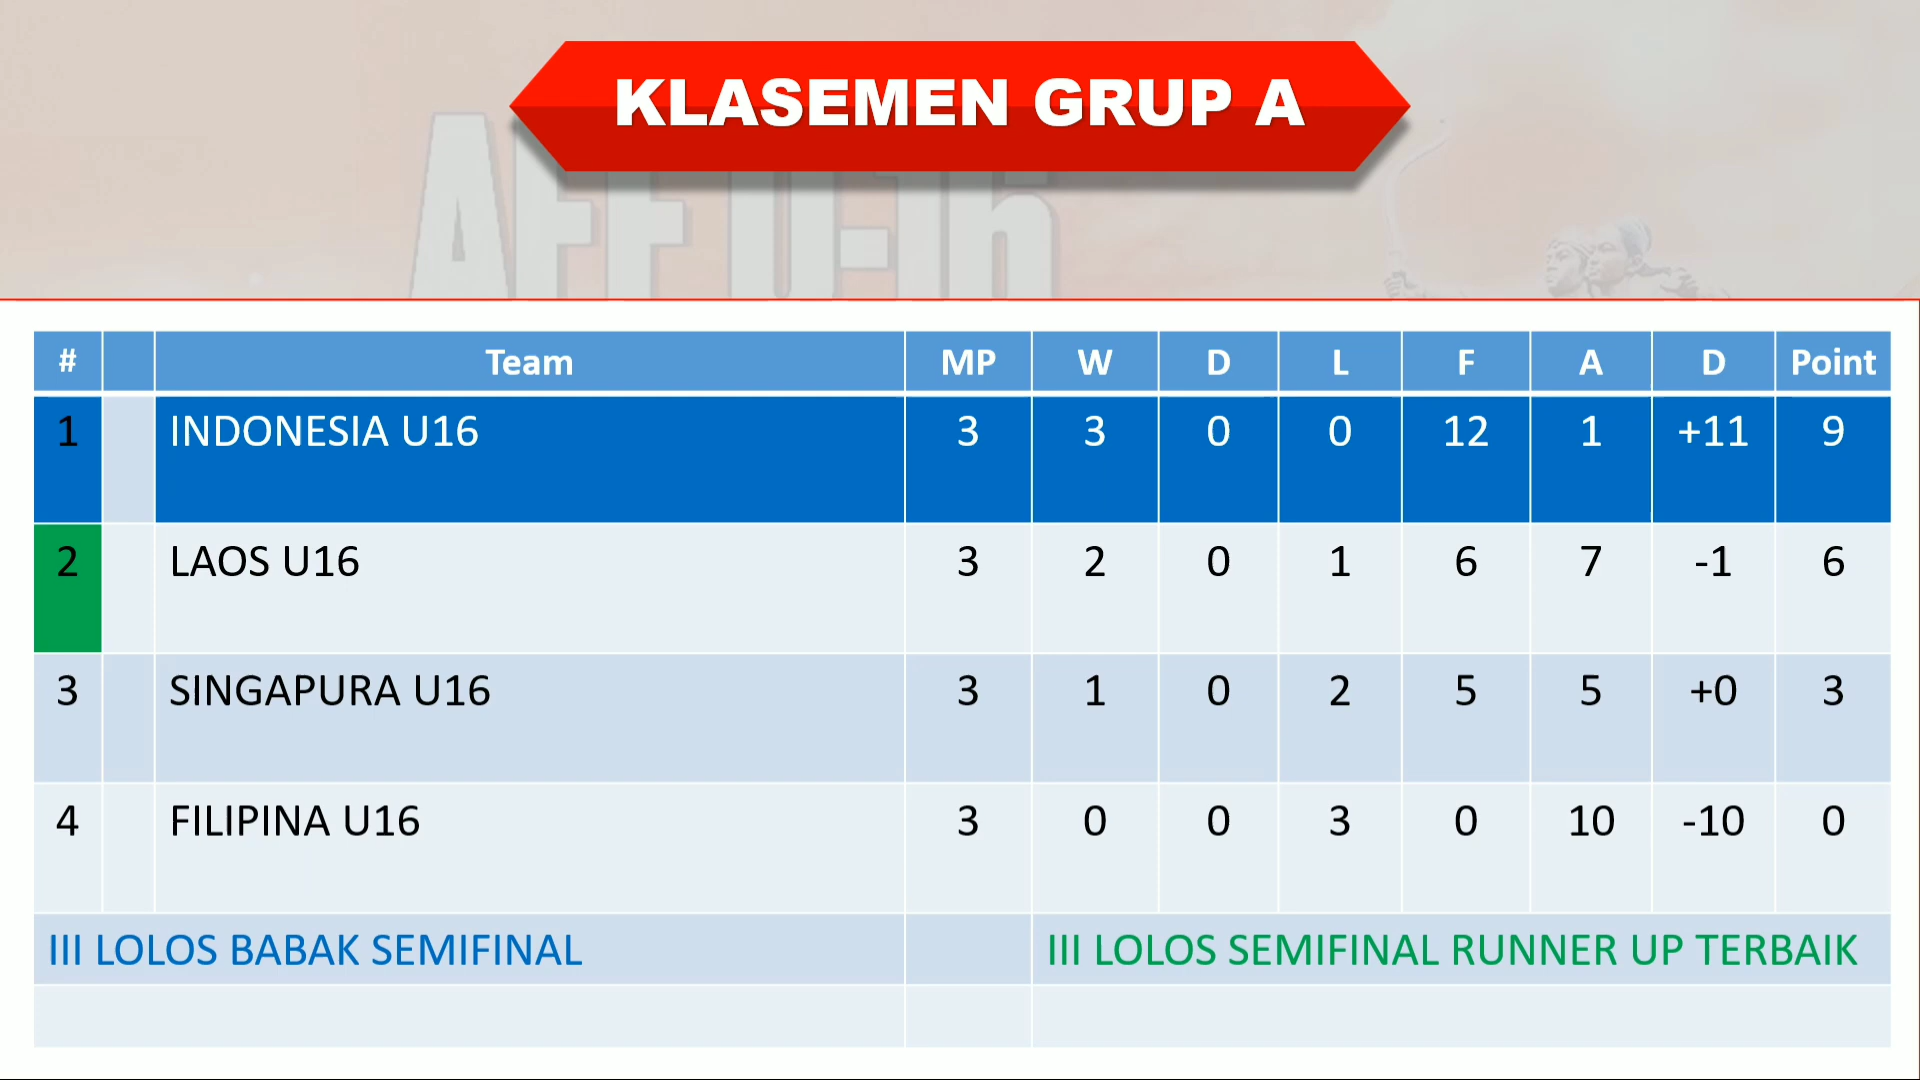 KLASEMEN GRUP A
AFF U-16
# Team MP W D L F A D Point
1 INDONESIA U16 3 3 0 0 12 1 +11 9
2 LAOS U16 3 2 0 1 6 7 -1 6
3 SINGAPURA U16 3 1 0 2 5 5 +0 3
4 FILIPINA U16 3 0 0 3 0 10 -10 0
III LOLOS BABAK SEMIFINAL III LOLOS SEMIFINAL RUNNER UP TERBAIK